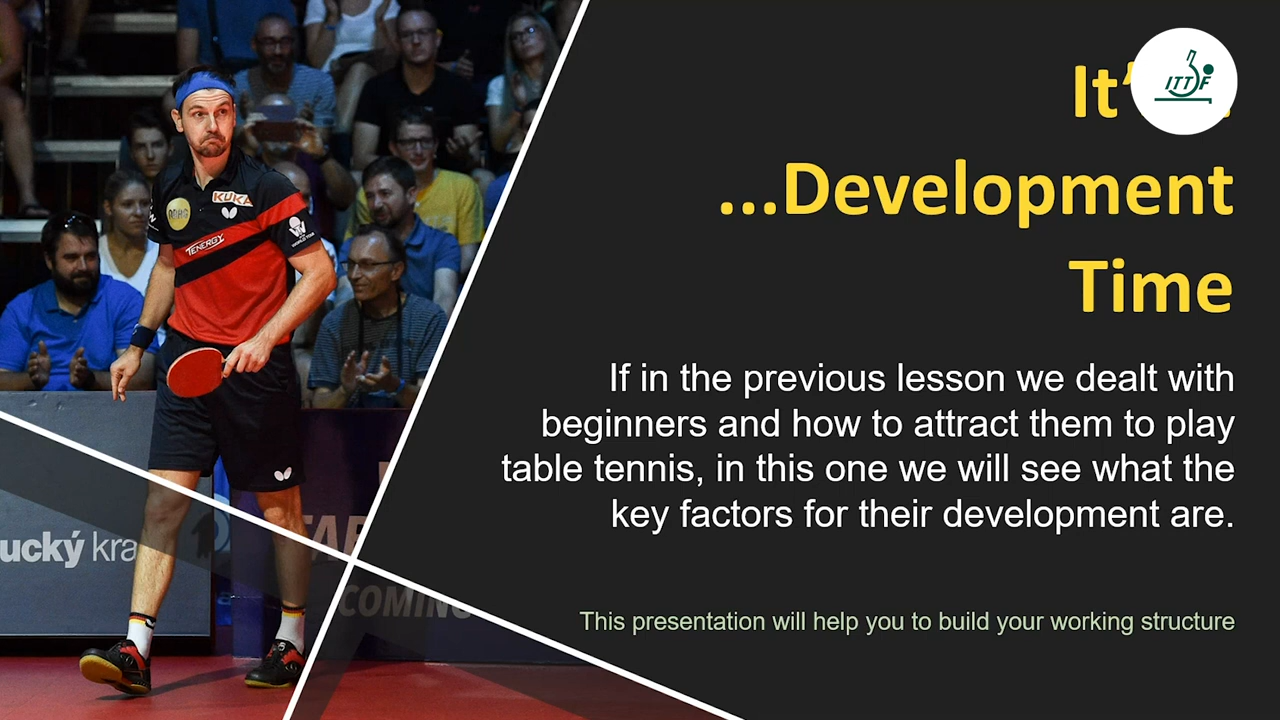 It's
...Development
Time
ITTF
If in the previous lesson we dealt with
beginners and how to attract them to play
table tennis, in this one we will see what the
key factors for their development are.
This presentation will help you to build your working structure
KUKA
TENERGY
ucký kra
COMING